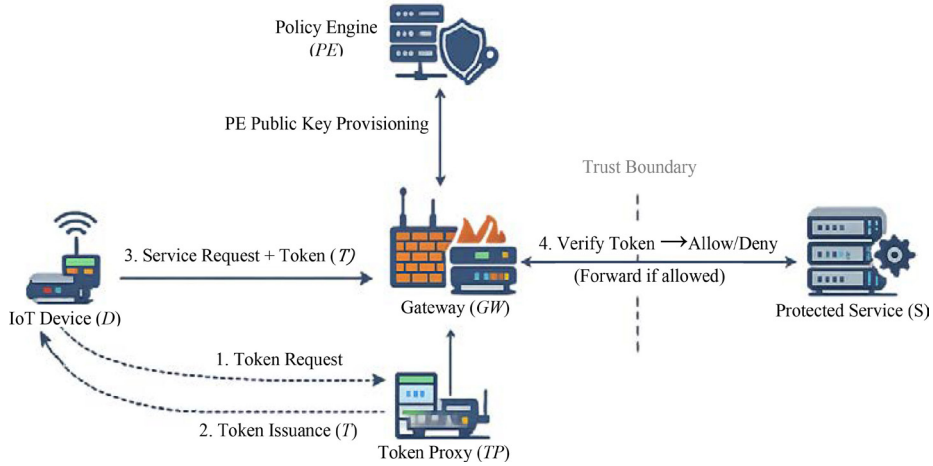 Policy Engine
(PE)
PE Public Key Provisioning
Trust Boundary
3. Service Request + Token (T)
4. Verify Token →Allow/Deny
(Forward if allowed)
Gateway (GW)
IoT Device (D)
Protected Service (S)
1. Token Request
2. Token Issuance (T)
Token Proxy (TP)